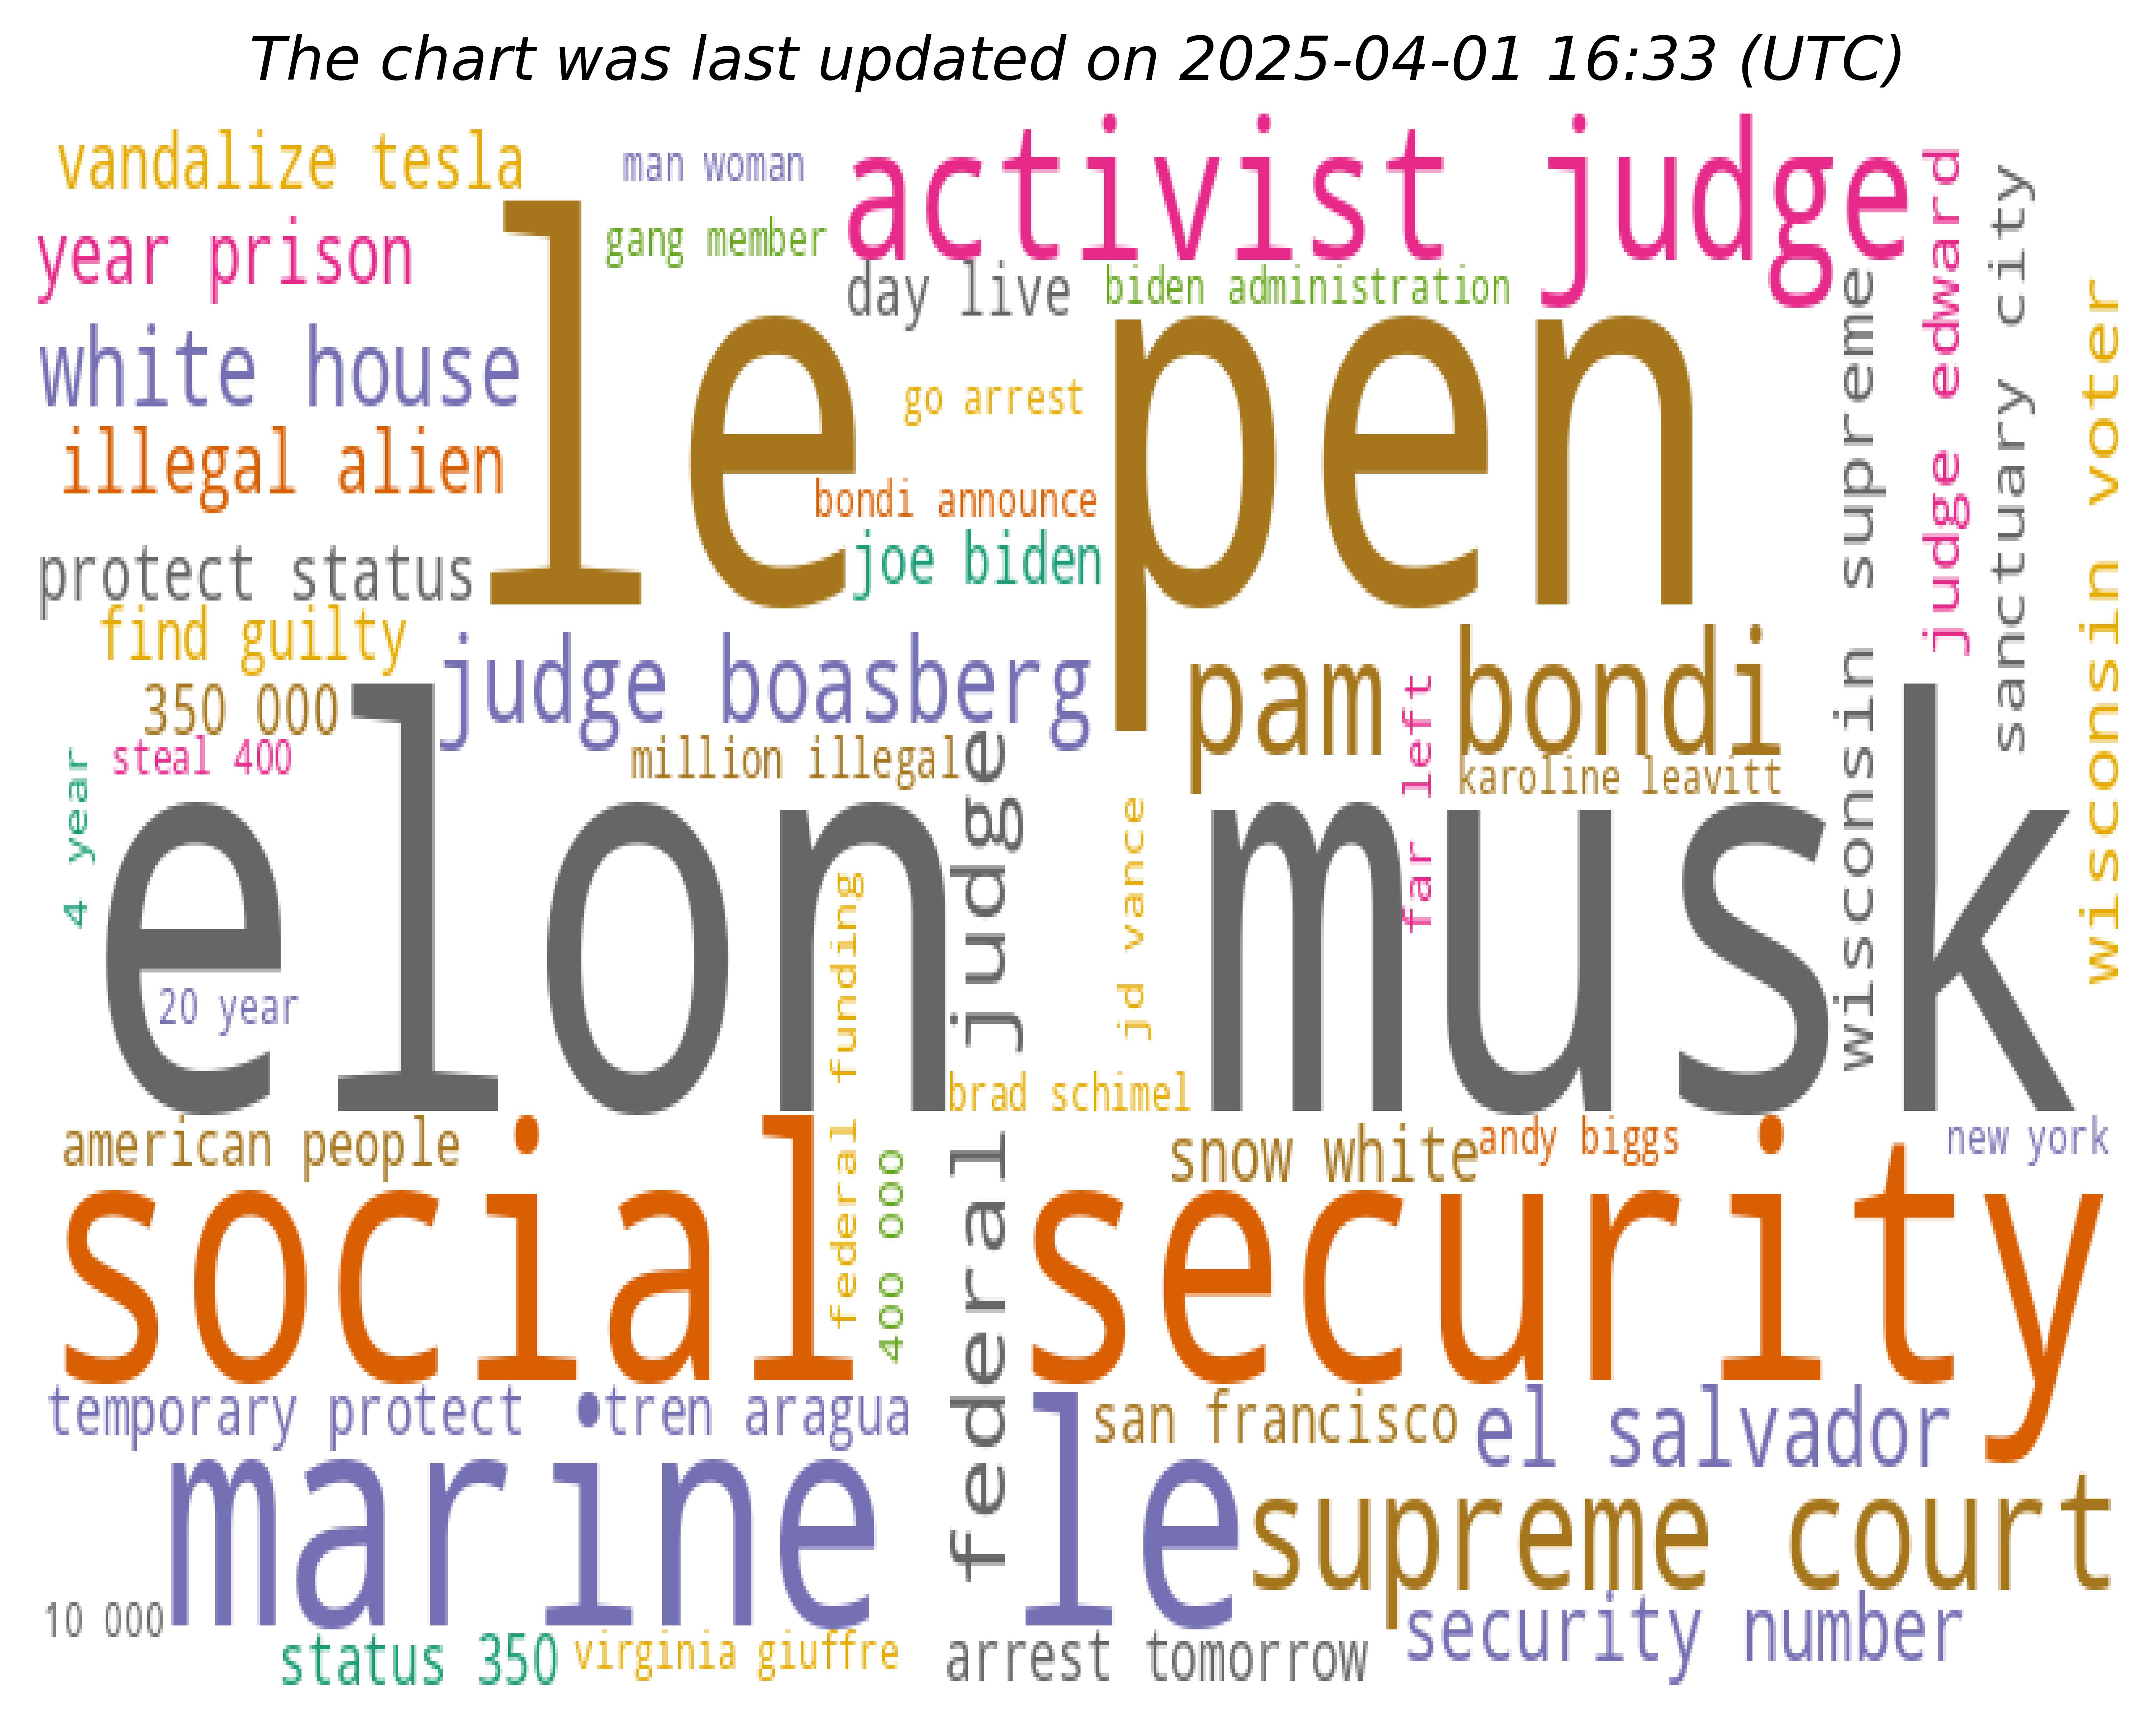 The chart was last updated on 2025-04-01 16:33 (UTC)
vandalize tesla
man woman
activist judge
year prison
gang member
day live
biden administration
judge edward
sanctuary city
white house
le pen
go arrest
wisconsin supreme
wisconsin voter
illegal alien
bondi announce
joe biden
protect status
find guilty
judge boasberg
pam bondi
350 000
steal 400
million illegal
far left
karoline leavitt
4 year
elon musk
20 year
federal funding
federal judge
jd vance
brad schimel
american people
snow white
andy biggs
new york
social security
400 000
temporary protect
tren aragua
san francisco
el salvador
marine le
supreme court
10 000
status 350
virginia giuffre
arrest tomorrow
security number